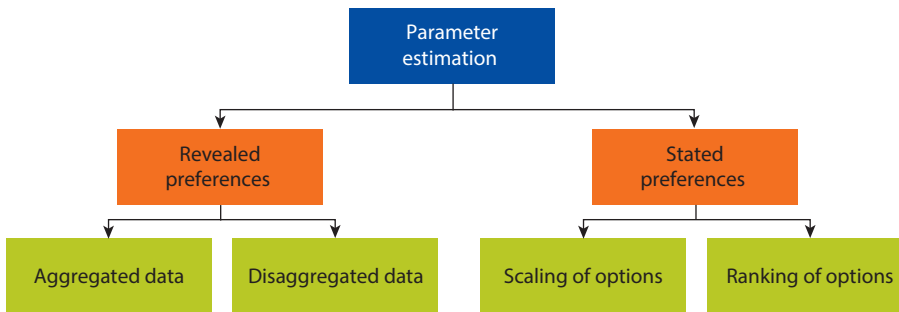 Parameter
estimation
Revealed
preferences
Stated
preferences
Aggregated data
Disaggregated data
Scaling of options
Ranking of options